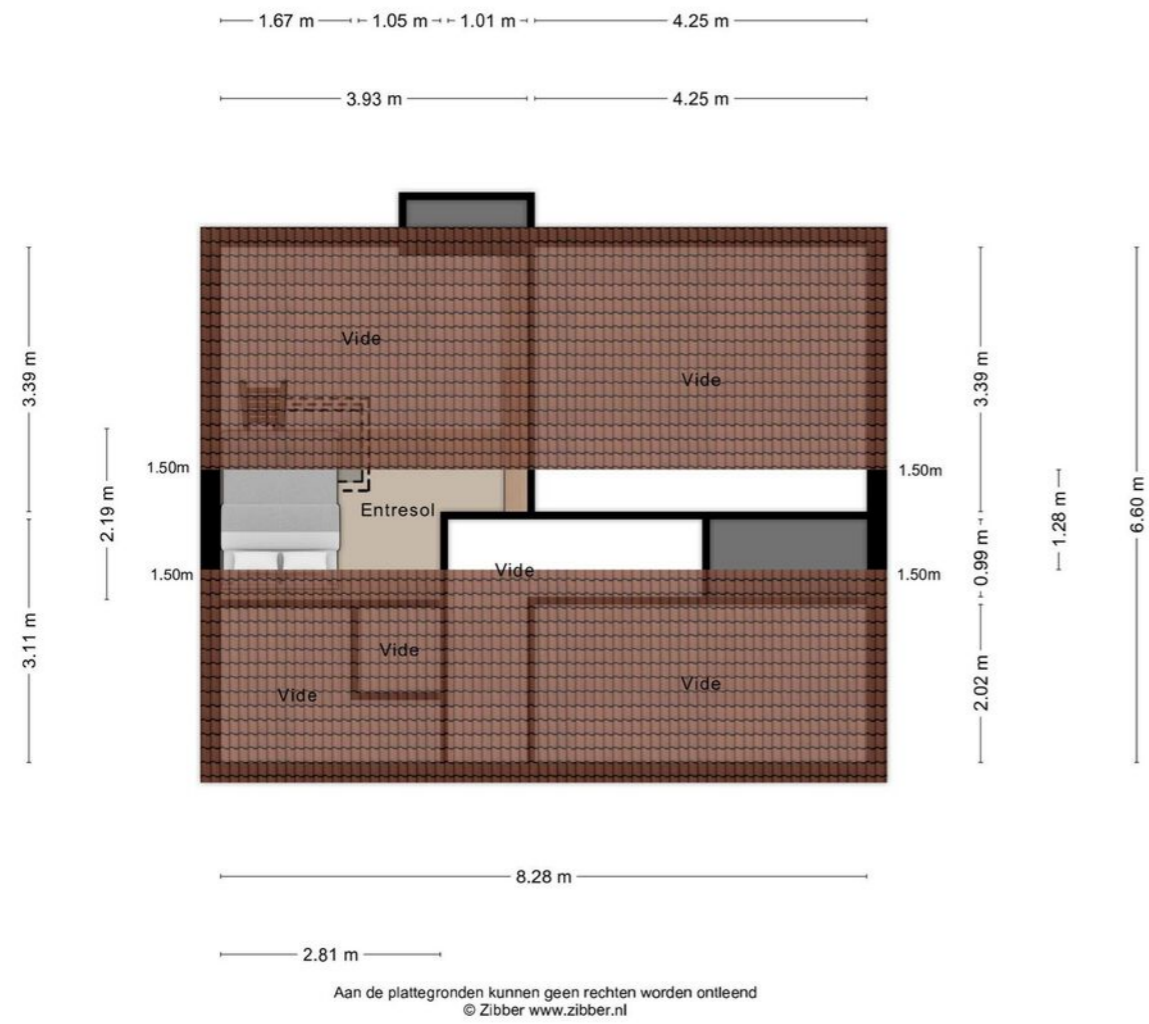 1.67 m 1.05 m 1.01 m 4.25 m
3.93 m 4.25 m
Vide
Vide
3.39 m
3.39 m
1.50m
1.50m
2.19 m
Entresol
6.60 m
1.28 m
0.99 m
1.50m
Vide
1.50m
3.11 m
Vide
Vide
Vide
2.02 m
8.28 m
2.81 m
Aan de plattegronden kunnen geen rechten worden ontleend
© Zibber www.zibber.nl